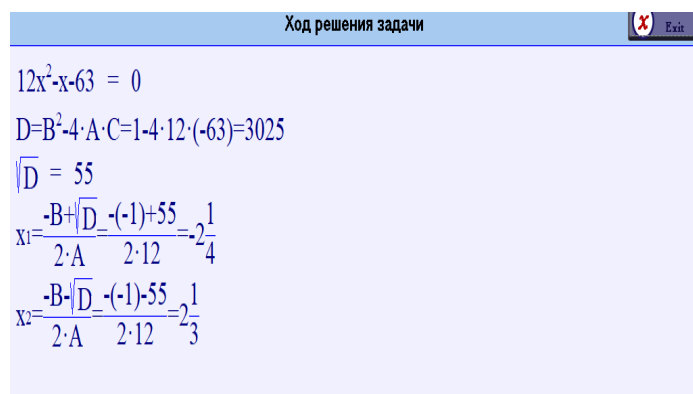 Ход решения задачи
x Exit
12x²-x-63 = 0
D=B²-4·A·C=1-4·12·(-63)=3025
√D = 55
x₁=(-B+√D)/(2·A)=(-(-1)+55)/(2·12)=-2 1/4
x₂=(-B-√D)/(2·A)=(-(-1)-55)/(2·12)=2 1/3